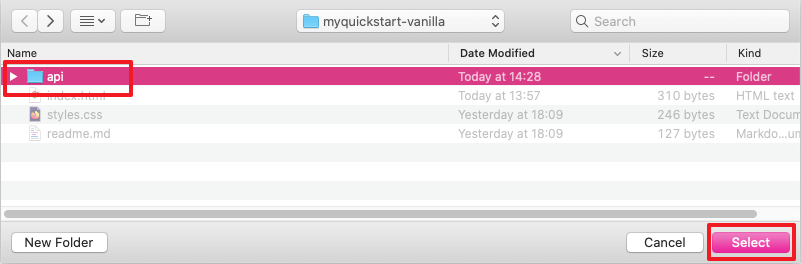 myquickstart-vanilla
Search
Name Date Modified Size Kind
api Today at 14:28 -- Folder
index.html Today at 13:57 310 bytes HTML text
styles.css Yesterday at 18:09 246 bytes Text Docum
readme.md Yesterday at 18:09 127 bytes Markdo...um
New Folder Cancel Select